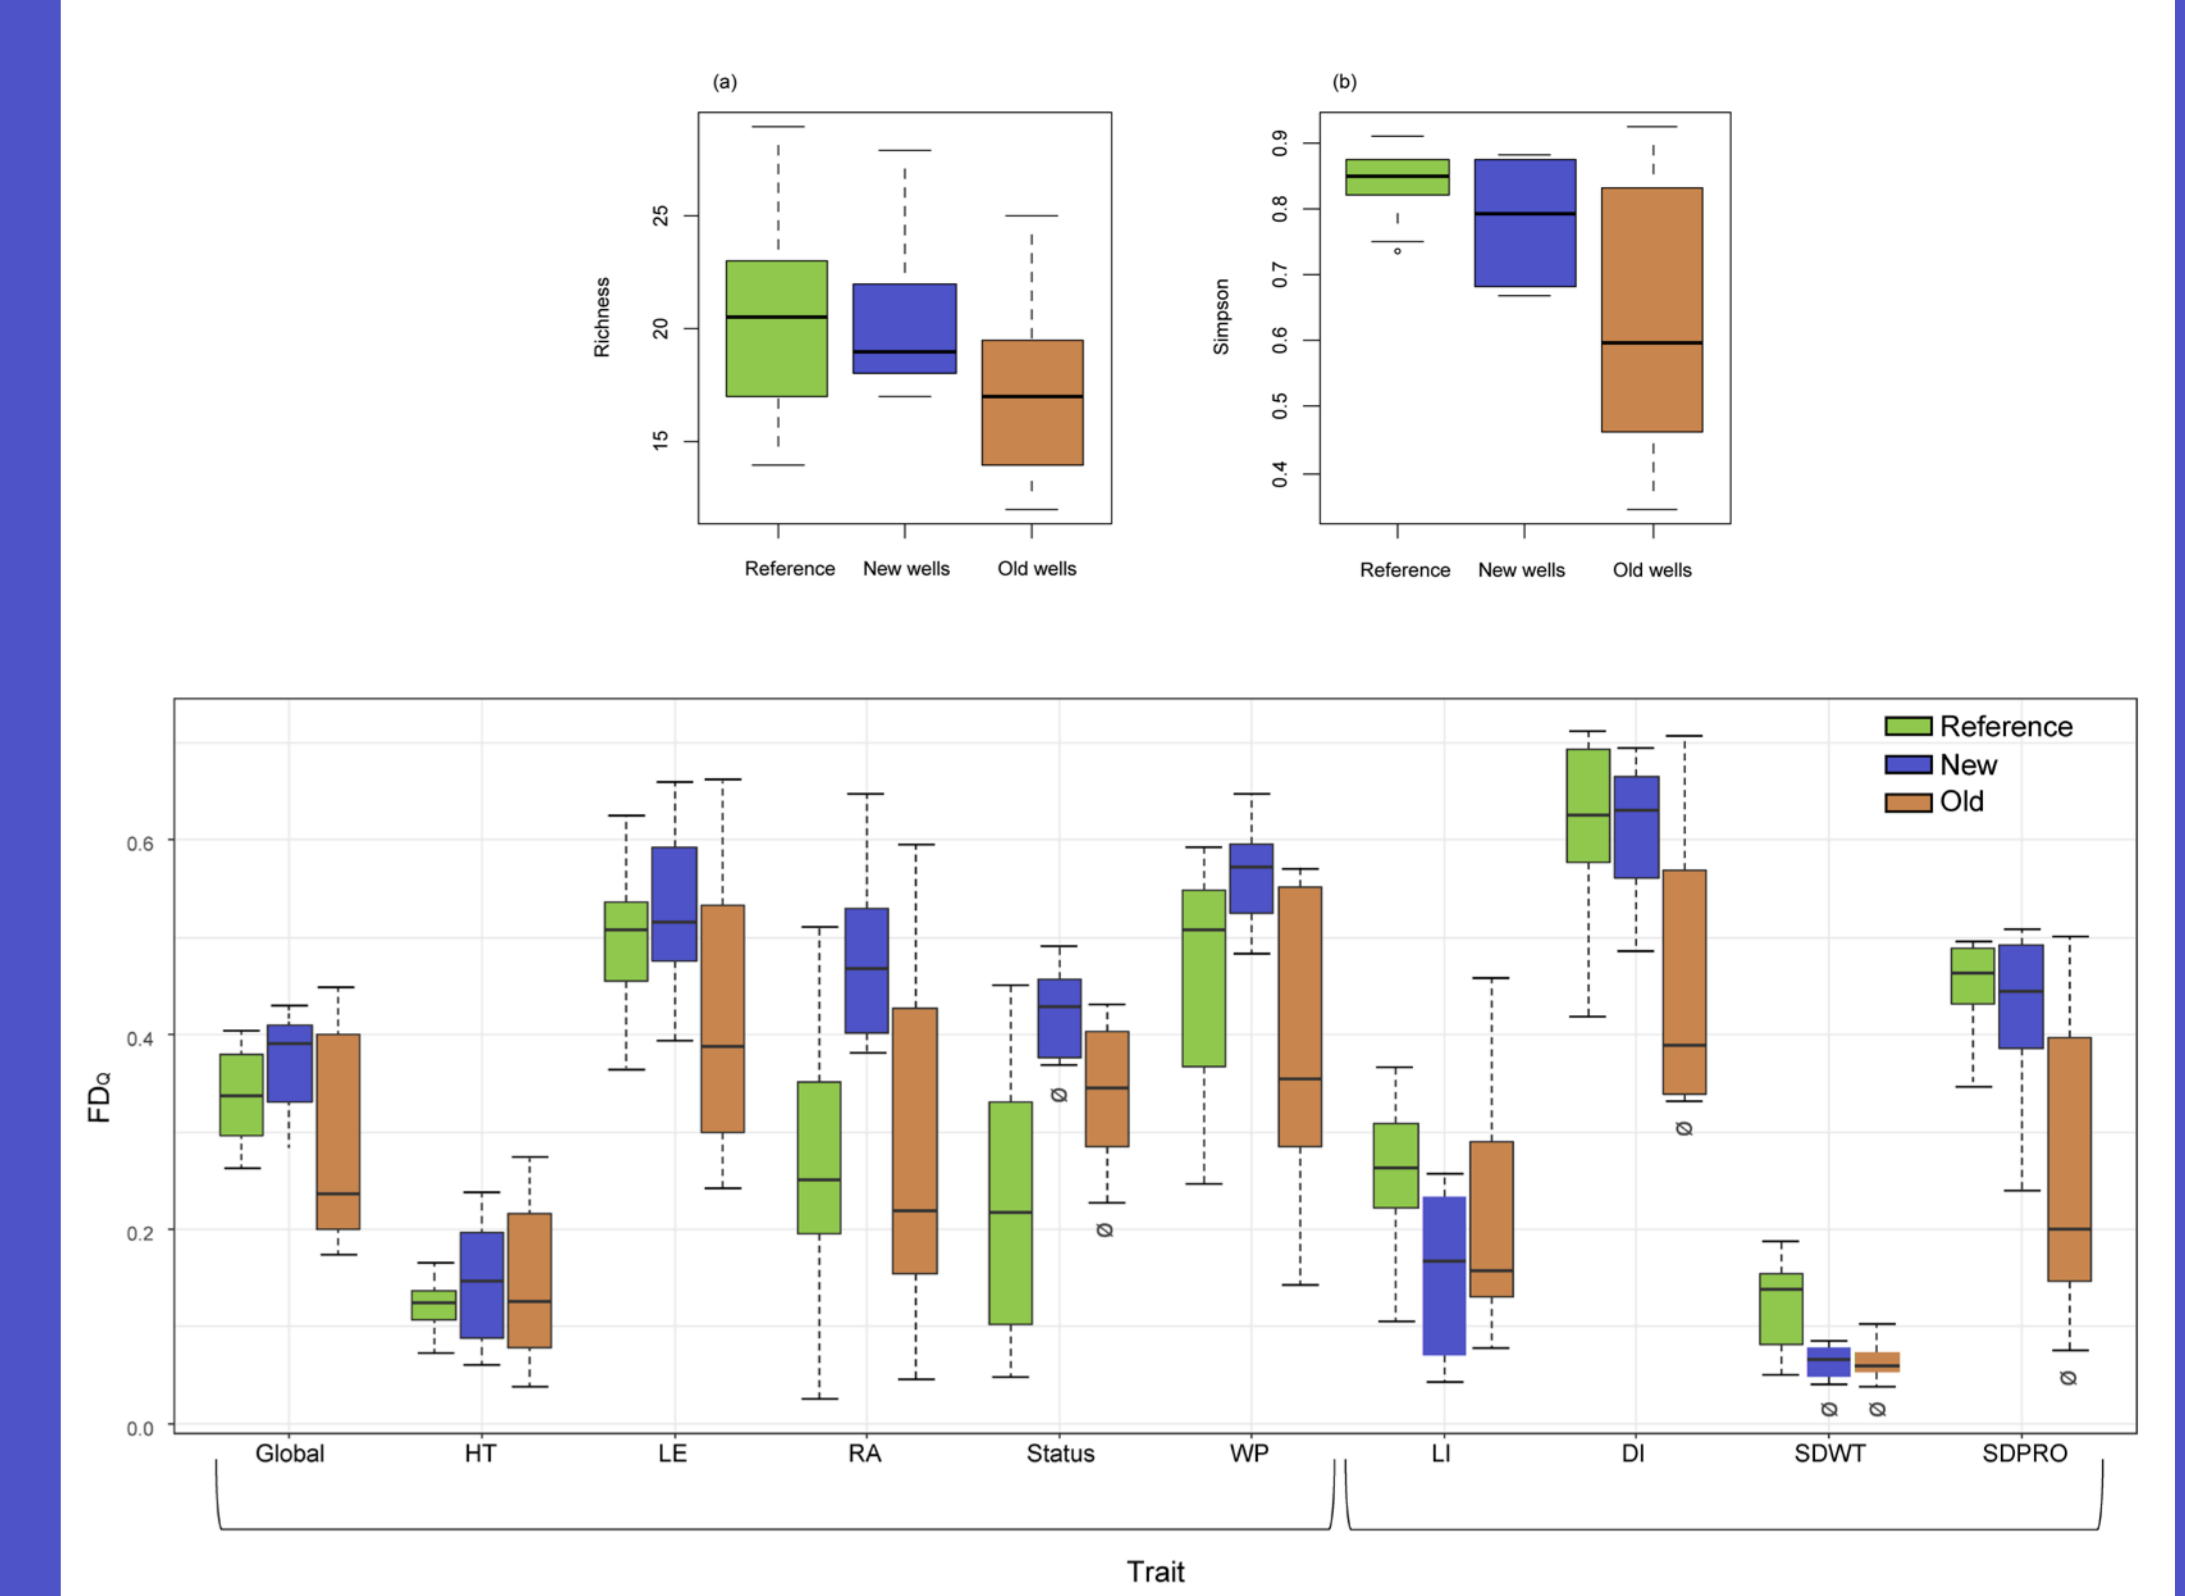 (a)
Richness
25
20
15
Reference New wells Old wells
(b)
Simpson
0.9
0.8
0.7
0.6
0.5
0.4
Reference New wells Old wells
Reference
New
Old
FDQ
0.6
0.4
0.2
0.0
Ø
Ø
Ø
Ø
Ø
Ø
Global HT LE RA Status WP LI DI SDWT SDPRO
Trait